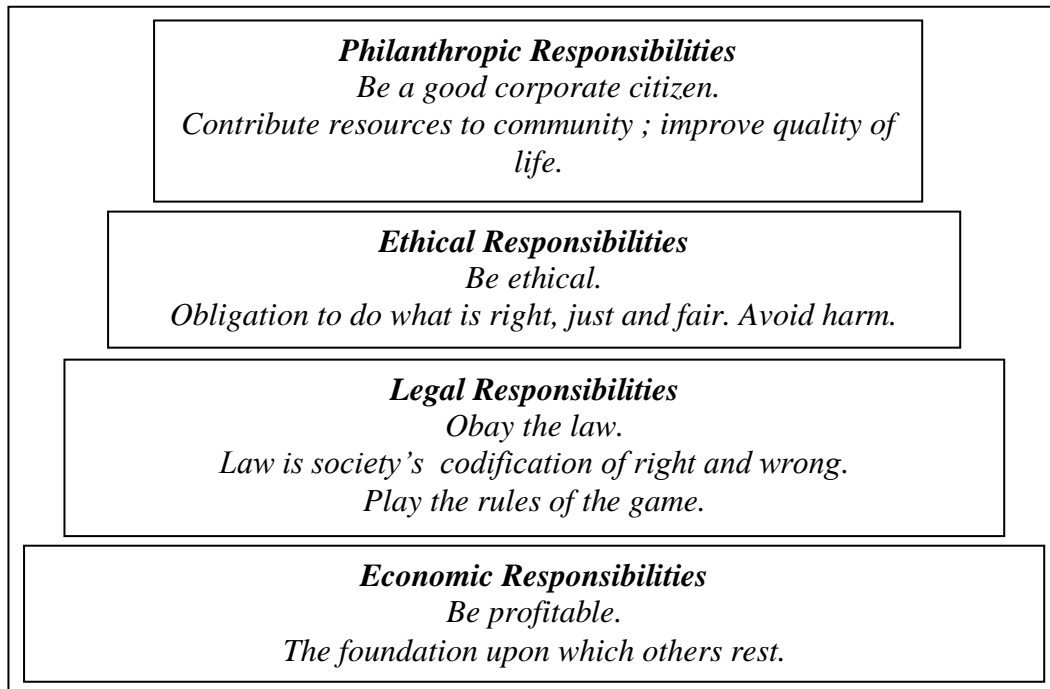 Philanthropic Responsibilities
Be a good corporate citizen.
Contribute resources to community ; improve quality of
life.
Ethical Responsibilities
Be ethical.
Obligation to do what is right, just and fair. Avoid harm.
Legal Responsibilities
Obay the law.
Law is society’s  codification of right and wrong.
Play the rules of the game.
Economic Responsibilities
Be profitable.
The foundation upon which others rest.